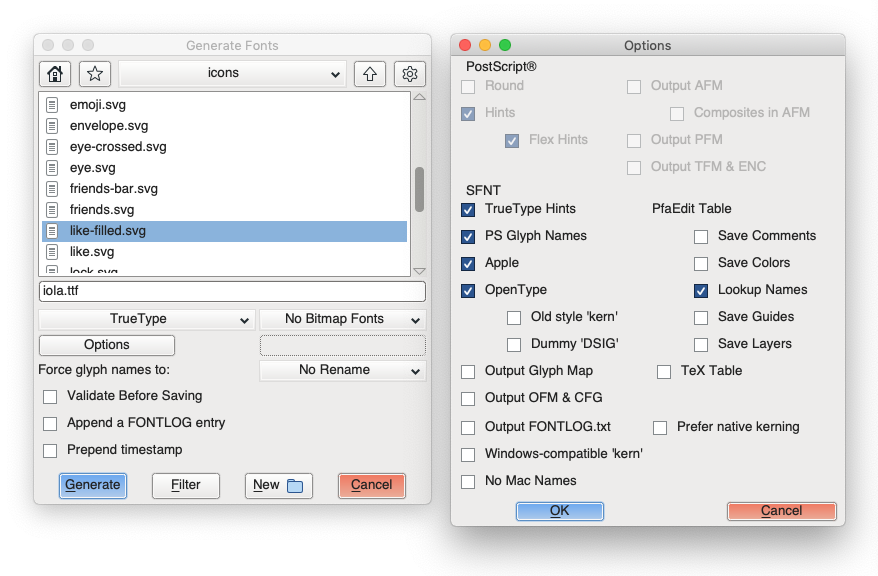 Generate Fonts
icons
emoji.svg
envelope.svg
eye-crossed.svg
eye.svg
friends-bar.svg
friends.svg
like-filled.svg
like.svg
lock.svg
iola.ttf
TrueType
No Bitmap Fonts
Options
Force glyph names to:
No Rename
Validate Before Saving
Append a FONTLOG entry
Prepend timestamp
Generate
Filter
New
Cancel
Options
PostScript®
Round
Output AFM
Hints
Composites in AFM
Flex Hints
Output PFM
Output TFM & ENC
SFNT
TrueType Hints
PfaEdit Table
PS Glyph Names
Save Comments
Apple
Save Colors
OpenType
Lookup Names
Old style 'kern'
Save Guides
Dummy 'DSIG'
Save Layers
Output Glyph Map
TeX Table
Output OFM & CFG
Output FONTLOG.txt
Prefer native kerning
Windows-compatible 'kern'
No Mac Names
OK
Cancel